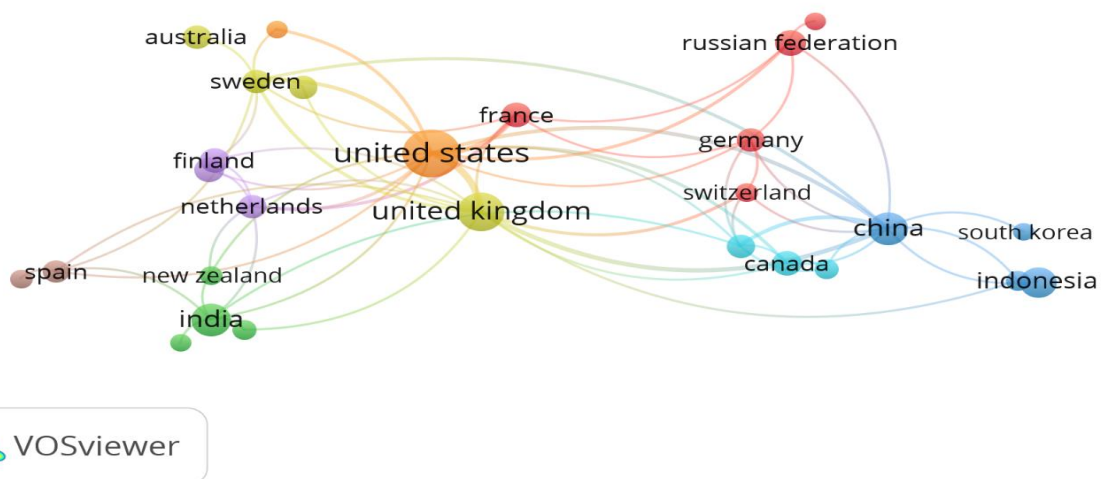 australia
russian federation
sweden
france
germany
united states
finland
switzerland
netherlands
united kingdom
china
south korea
canada
spain
new zealand
indonesia
india
VOSviewer